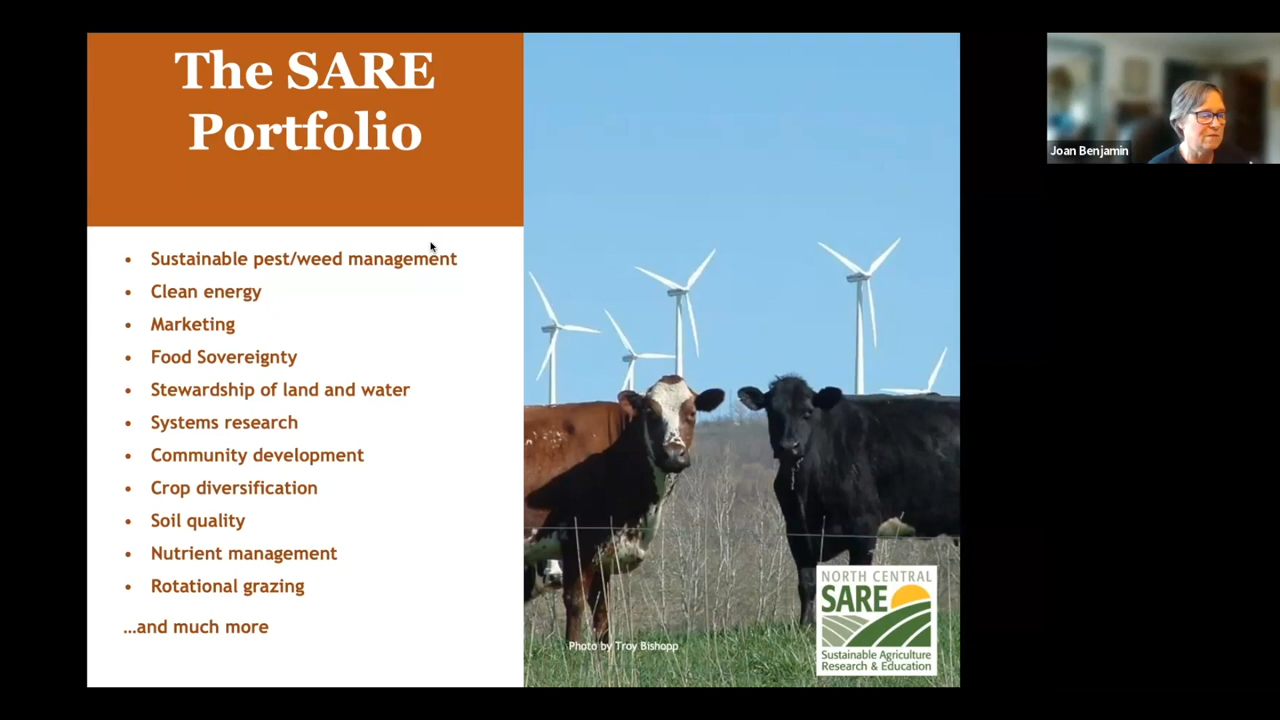 The SARE
Portfolio
• Sustainable pest/weed management
• Clean energy
• Marketing
• Food Sovereignty
• Stewardship of land and water
• Systems research
• Community development
• Crop diversification
• Soil quality
• Nutrient management
• Rotational grazing
…and much more
Photo by Troy Bishopp
NORTH CENTRAL
SARE
Sustainable Agriculture
Research & Education
Joan Benjamin